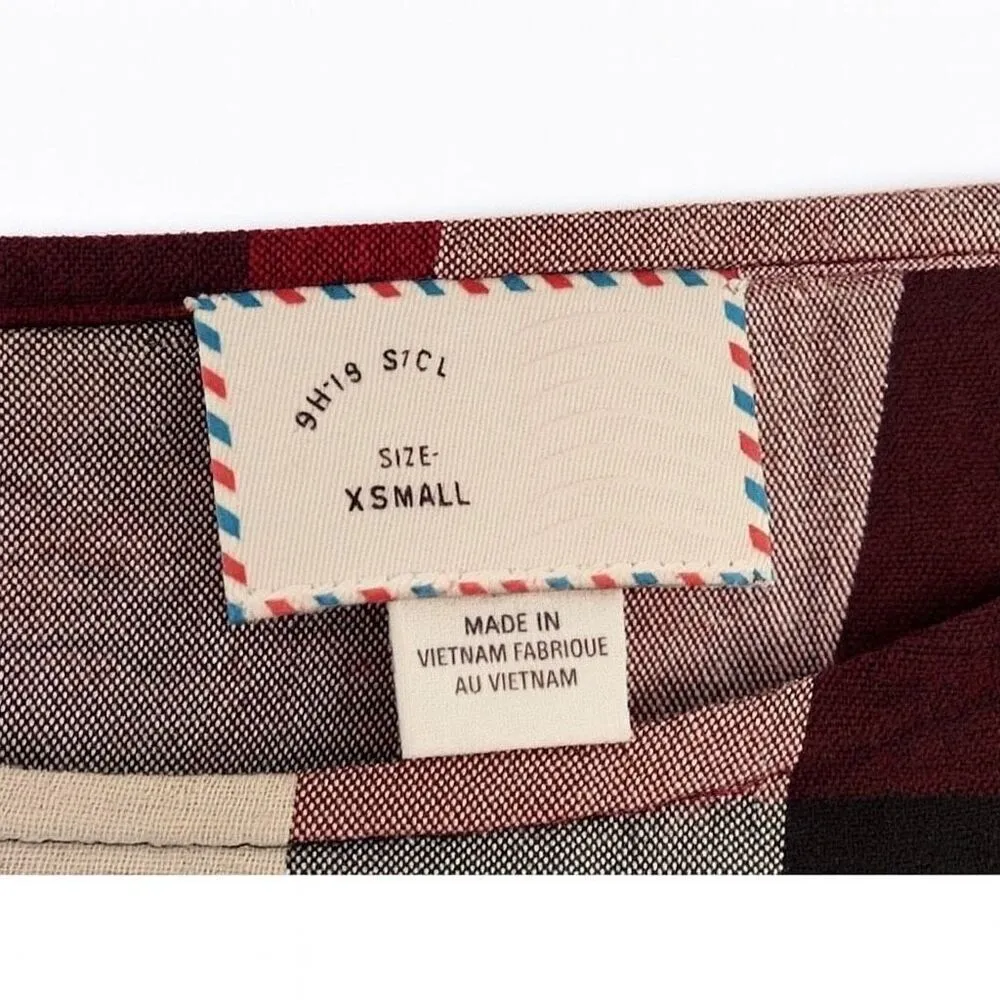 9H-19 S7CL
SIZE-
XSMALL
MADE IN
VIETNAM FABRIQUE
AU VIETNAM